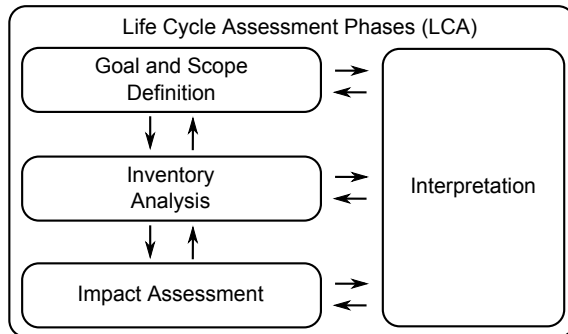 Life Cycle Assessment Phases (LCA)
Goal and Scope
Definition
Inventory
Analysis
Impact Assessment
Interpretation